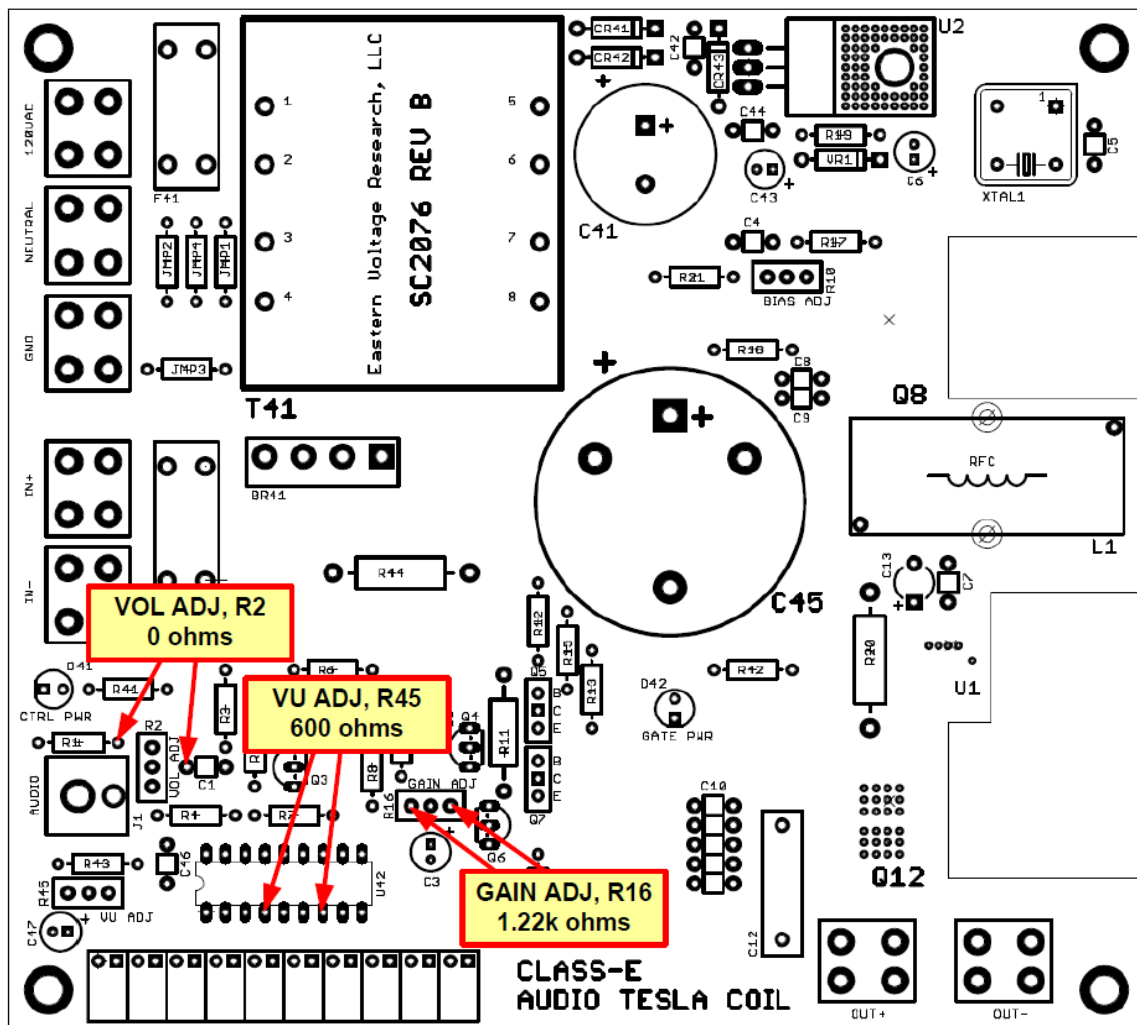 CR41
CR42
C42
CR43
U2
120VAC
F41
1
2
3
4
Eastern Voltage Research, LLC
SC2076 REV B
5
6
7
8
T41
+
+
C41
C44
C43
+
R19
VR1
C6
+
1
XTAL1
C5
NEUTRAL
JMP2
JMP4
JMP1
C4
R17
R21
R10
BIAS ADJ
GND
JMP3
R18
C8
C9
Q8
+
+
C45
RFC
L1
IN+
BR41
IN-
R44
C13
+
C7
R12
R15
R13
VOL ADJ, R2
0 ohms
D41
R41
CTRL PWR
R3
R6
VU ADJ, R45
600 ohms
Q4
R11
Q5
B
C
E
R42
D42
GATE PWR
U1
R1
R2
VOL ADJ
C1
Q3
R8
GAIN ADJ
R16
B
C
E
Q7
AUDIO
J1
R4
Q6
C10
R43
C46
U42
C3
+
Q12
R45
VU ADJ
+
C47
GAIN ADJ, R16
1.22k ohms
C12
CLASS-E
AUDIO TESLA COIL
OUT+
OUT-